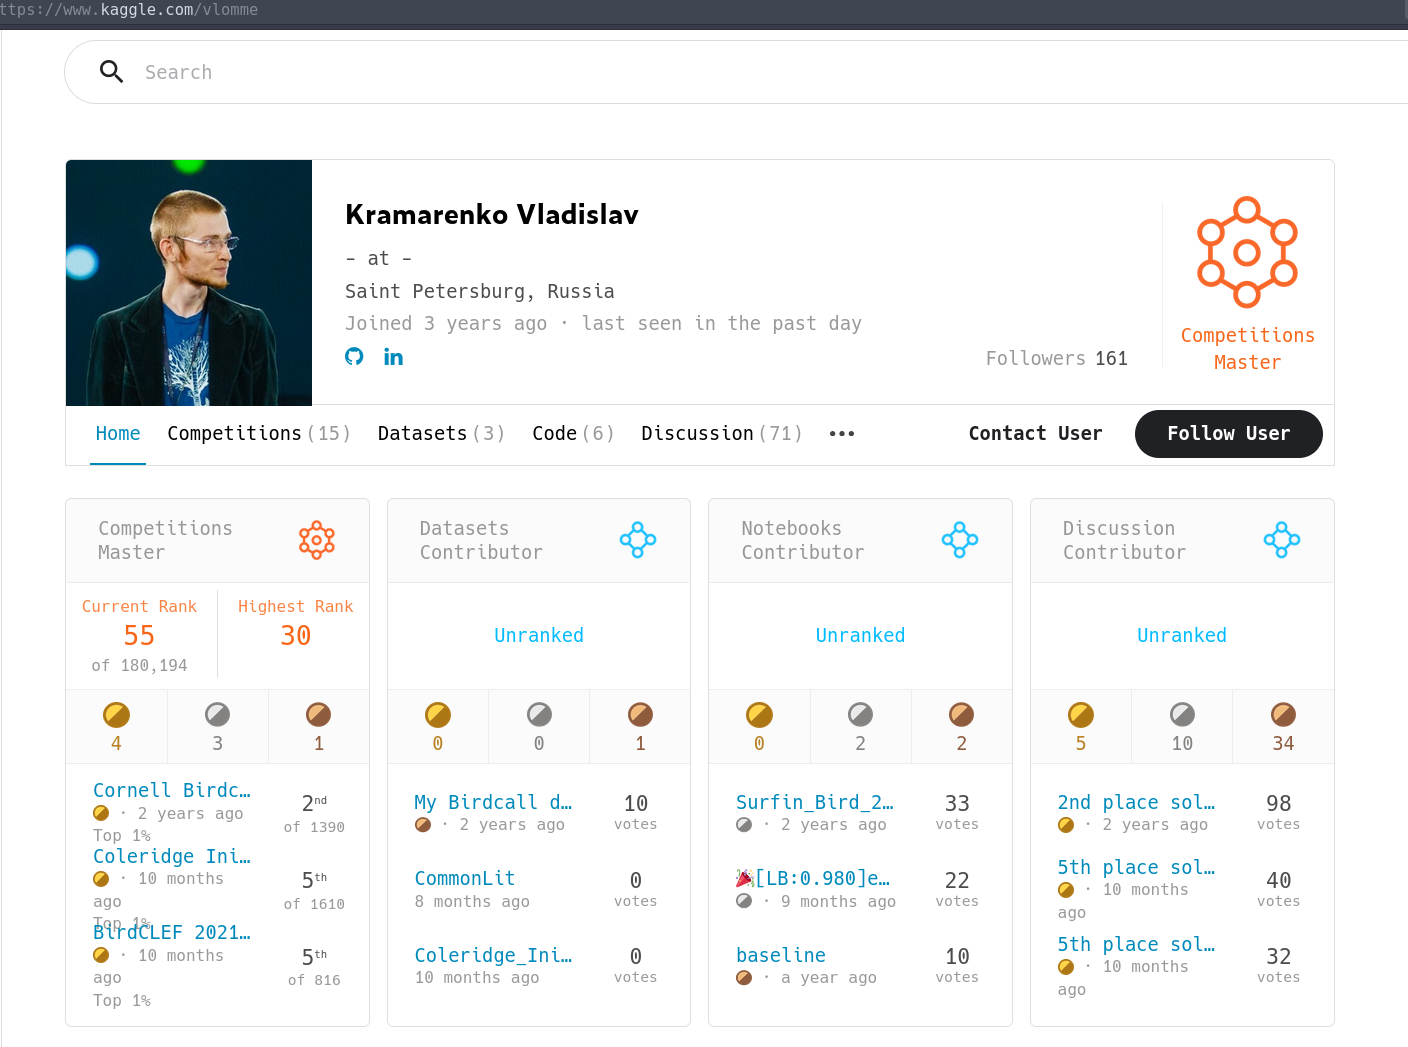 ttps://www.kaggle.com/vlomme
Search
Kramarenko Vladislav
- at -
Saint Petersburg, Russia
Joined 3 years ago · last seen in the past day
in
Followers 161
Competitions
Master
Home Competitions (15) Datasets (3) Code (6) Discussion (71) ••• Contact User Follow User
Competitions
Master
Current Rank
55
of 180,194
Highest Rank
30
4 3 1
Cornell Birdc…
· 2 years ago
Top 1%
2nd
of 1390
Coleridge Ini…
· 10 months
ago
Top 1%
5th
of 1610
BirdCLEF 2021…
· 10 months
ago
Top 1%
5th
of 816
Datasets
Contributor
Unranked
0 0 1
My Birdcall d…
· 2 years ago
10
votes
CommonLit
8 months ago
0
votes
Coleridge_Ini…
10 months ago
0
votes
Notebooks
Contributor
Unranked
0 2 2
Surfin_Bird_2…
· 2 years ago
33
votes
🎉[LB:0.980]e…
· 9 months ago
22
votes
baseline
· a year ago
10
votes
Discussion
Contributor
Unranked
5 10 34
2nd place sol…
· 2 years ago
98
votes
5th place sol…
· 10 months
ago
40
votes
5th place sol…
· 10 months
ago
32
votes